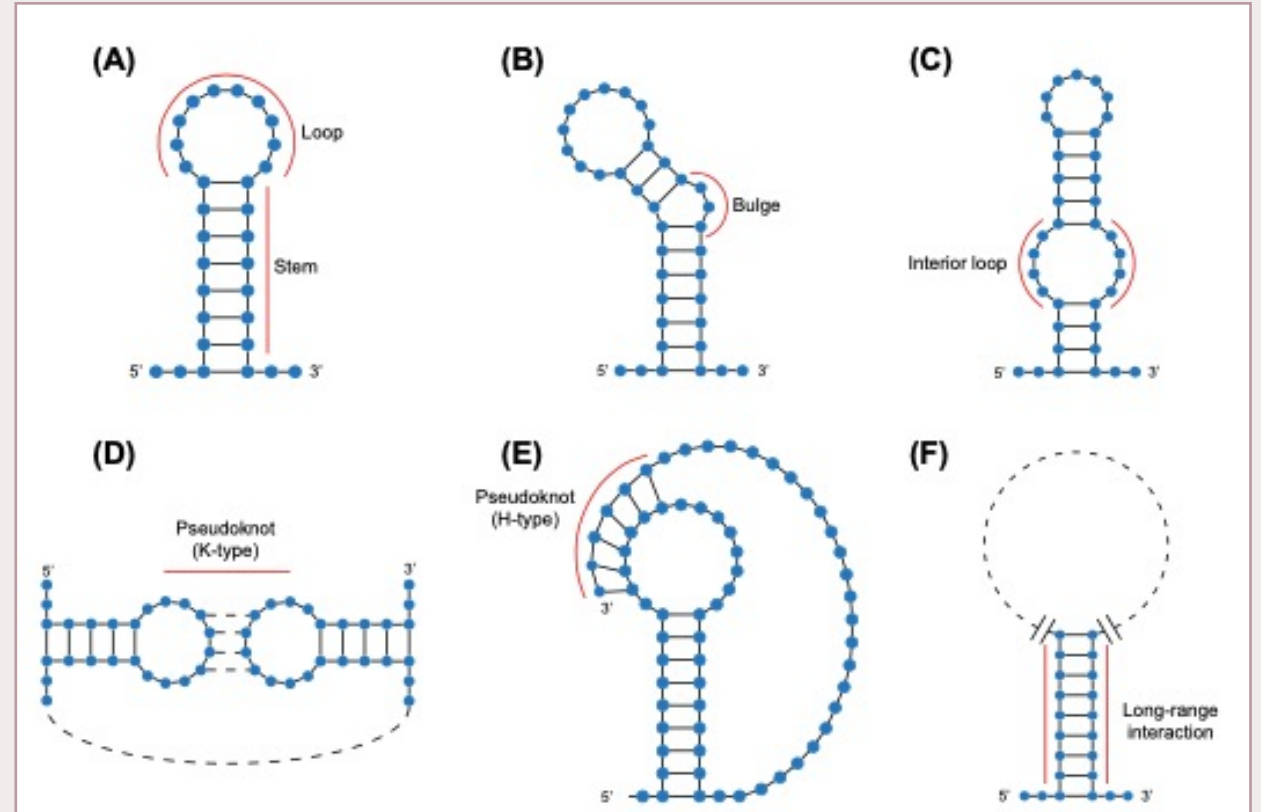 (A)
Loop
Stem
5' 3'
(B)
Bulge
5' 3'
(C)
Interior loop
5' 3'
(D)
Pseudoknot
(K-type)
5' 3'
(E)
Pseudoknot
(H-type)
3'
5'
(F)
Long-range
interaction
5' 3'